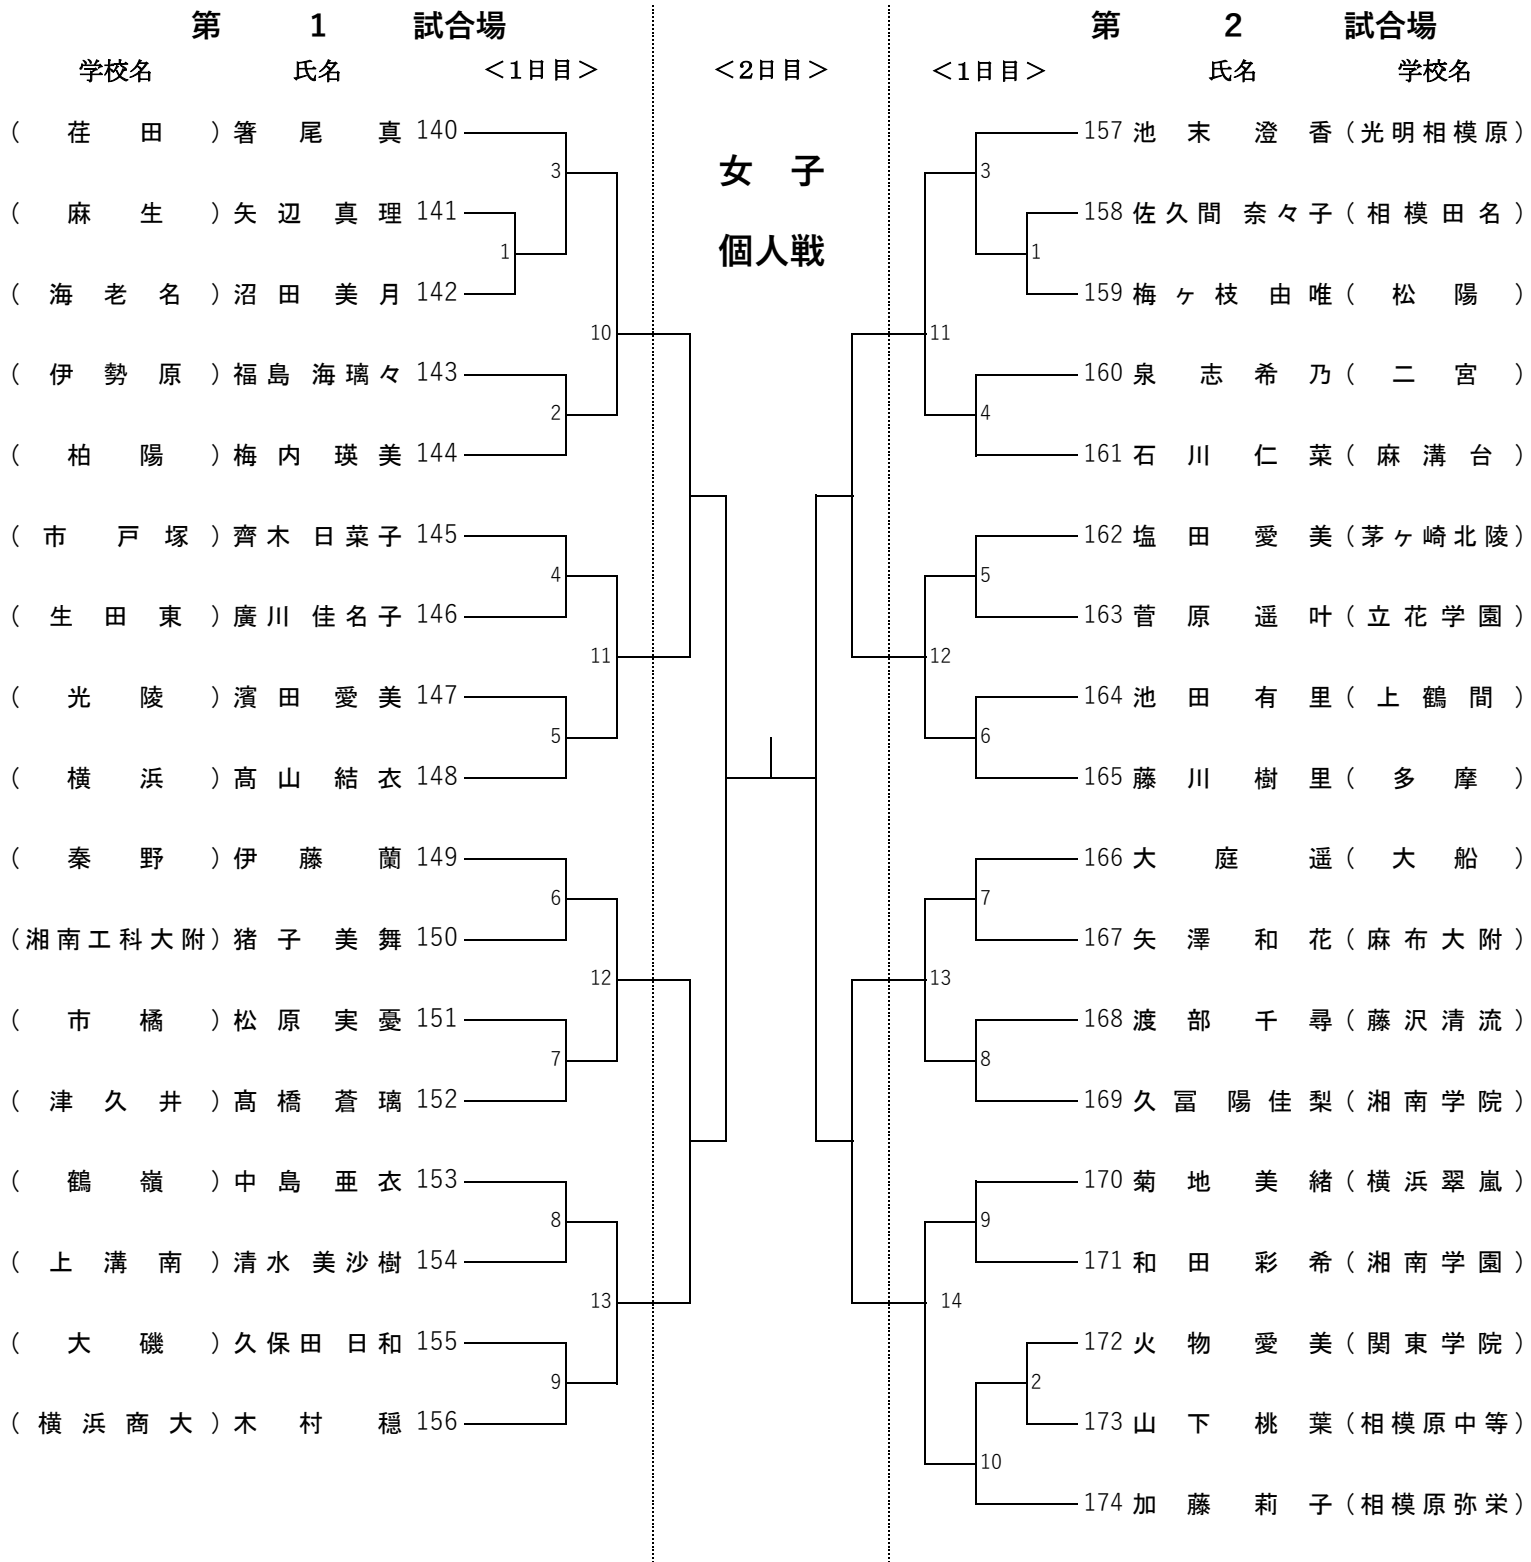 第 1 試合場 第 2 試合場
学校名 氏名 <1日目> <2日目> <1日目> 氏名 学校名
(荏田) 箸尾真 140 157 池末澄香 (光明相模原)
3 女子 3
(麻生) 矢辺真理 141 158 佐久間奈々子 (相模田名)
1 個人戦 1
(海老名) 沼田美月 142 159 梅ヶ枝由唯 (松陽)
10 11
(伊勢原) 福島海璃々 143 160 泉志希乃 (二宮)
2 4
(柏陽) 梅内瑛美 144 161 石川仁菜 (麻溝台)
(市戸塚) 齊木日菜子 145 162 塩田愛美 (茅ヶ崎北陵)
4 5
(生田東) 廣川佳名子 146 163 菅原遥叶 (立花学園)
11 12
(光陵) 濱田愛美 147 164 池田有里 (上鶴間)
5 6
(横浜) 髙山結衣 148 165 藤川樹里 (多摩)
(秦野) 伊藤蘭 149 166 大庭遥 (大船)
6 7
(湘南工科大附) 猪子美舞 150 167 矢澤和花 (麻布大附)
12 13
(市橘) 松原実憂 151 168 渡部千尋 (藤沢清流)
7 8
(津久井) 髙橋蒼璃 152 169 久冨陽佳梨 (湘南学院)
(鶴嶺) 中島亜衣 153 170 菊地美緒 (横浜翠嵐)
8 9
(上溝南) 清水美沙樹 154 171 和田彩希 (湘南学園)
13 14
(大磯) 久保田日和 155 172 火物愛美 (関東学院)
9 2
(横浜商大) 木村穏 156 173 山下桃葉 (相模原中等)
10
174 加藤莉子 (相模原弥栄)